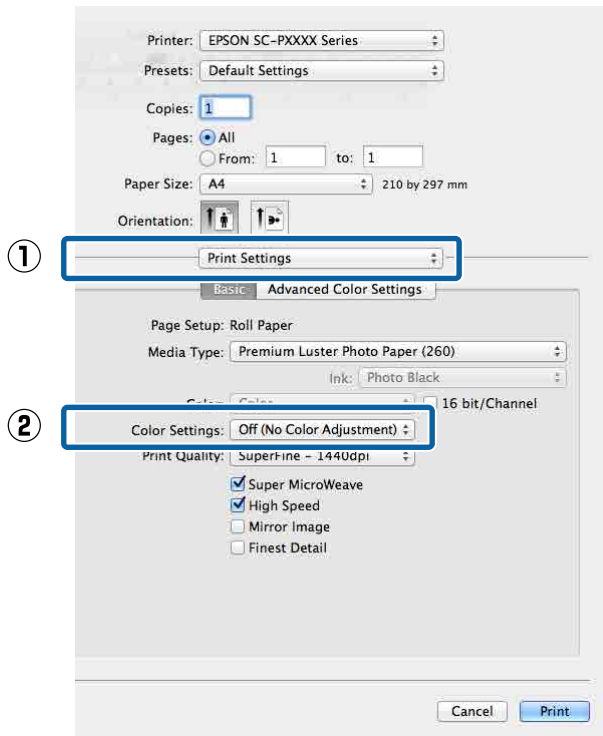 Printer: EPSON SC-PXXXX Series
Presets: Default Settings
Copies: 1
Pages: All
From: 1 to: 1
Paper Size: A4 210 by 297 mm
Orientation:
① Print Settings
Basic Advanced Color Settings
Page Setup: Roll Paper
Media Type: Premium Luster Photo Paper (260)
Ink: Photo Black
Color: Color 16 bit/Channel
② Color Settings: Off (No Color Adjustment)
Print Quality: SuperFine - 1440dpi
Super MicroWeave
High Speed
Mirror Image
Finest Detail
Cancel Print